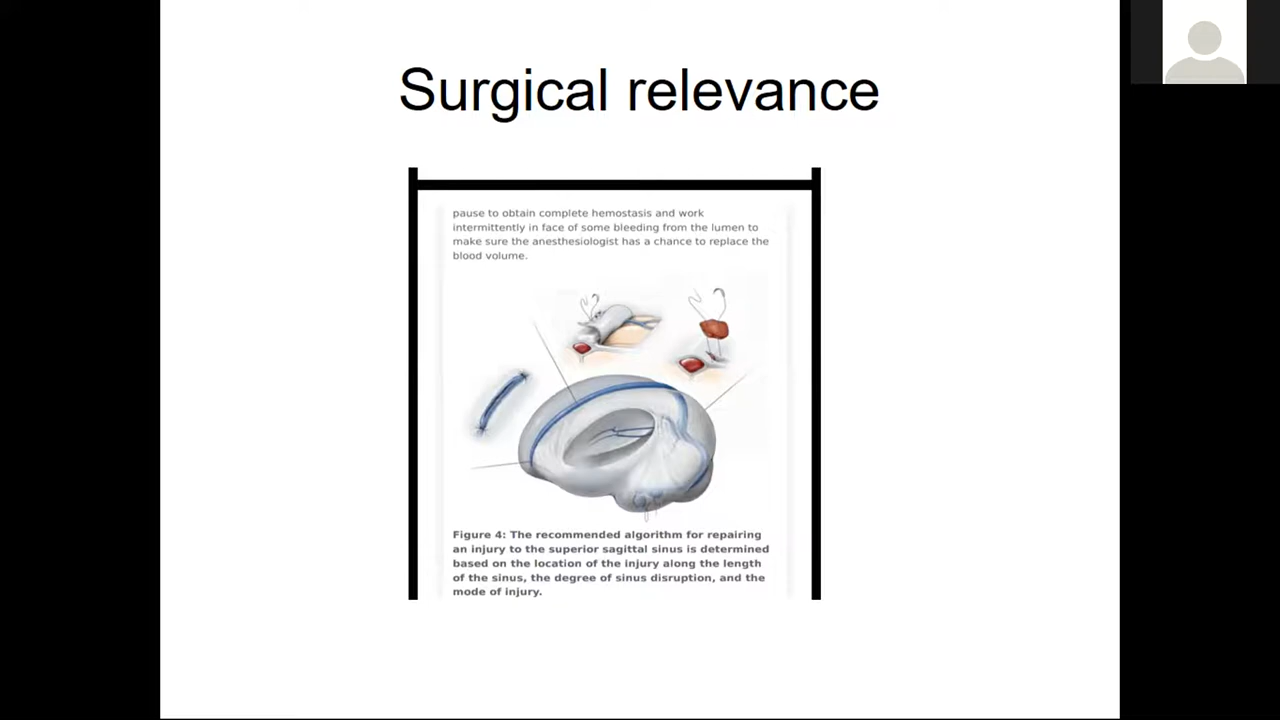 Surgical relevance
pause to obtain complete hemostasis and work
intermittently in face of some bleeding from the lumen to
make sure the anesthesiologist has a chance to replace the
blood volume.
Figure 4: The recommended algorithm for repairing
an injury to the superior sagittal sinus is determined
based on the location of the injury along the length
of the sinus, the degree of sinus disruption, and the
mode of injury.